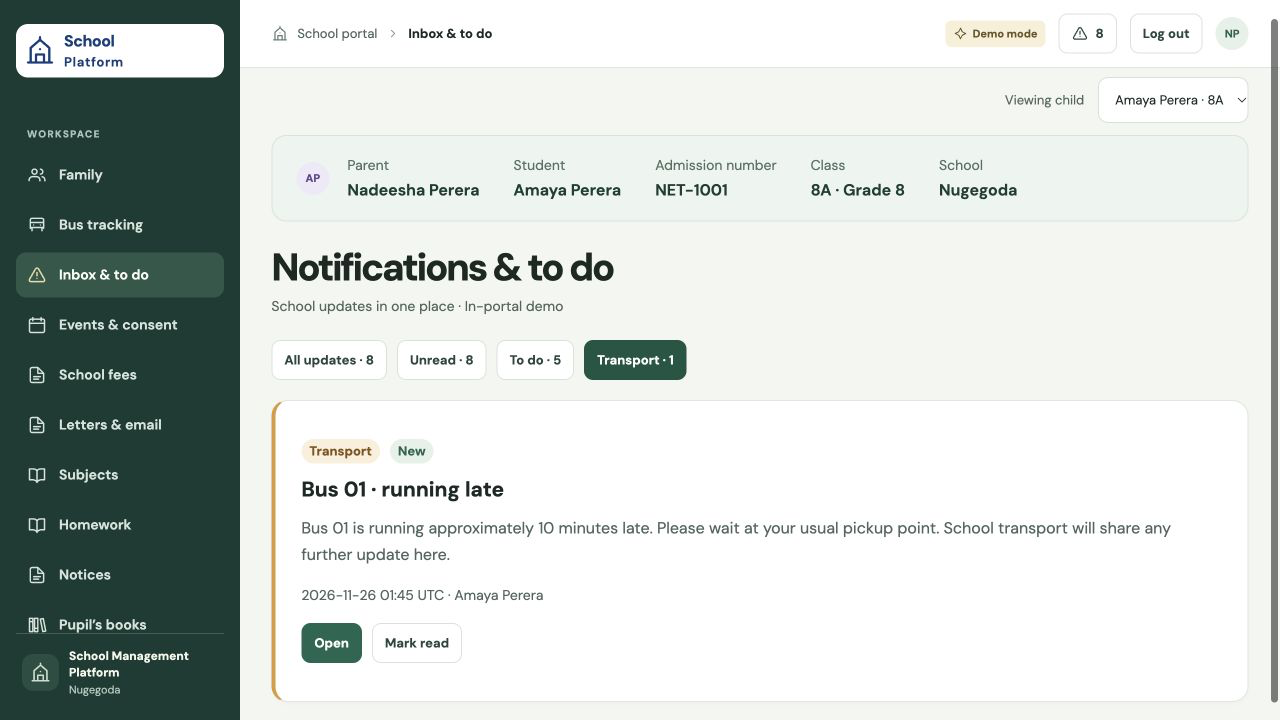 School
Platform
WORKSPACE
Family
Bus tracking
Inbox & to do
Events & consent
School fees
Letters & email
Subjects
Homework
Notices
Pupil’s books
School Management
Platform
Nugegoda
School portal
Inbox & to do
Demo mode
8
Log out
NP
Viewing child
Amaya Perera · 8A
AP
Parent
Nadeesha Perera
Student
Amaya Perera
Admission number
NET-1001
Class
8A · Grade 8
School
Nugegoda
Notifications & to do
School updates in one place · In-portal demo
All updates · 8
Unread · 8
To do · 5
Transport · 1
Transport
New
Bus 01 · running late
Bus 01 is running approximately 10 minutes late. Please wait at your usual pickup point. School transport will share any
further update here.
2026-11-26 01:45 UTC · Amaya Perera
Open
Mark read